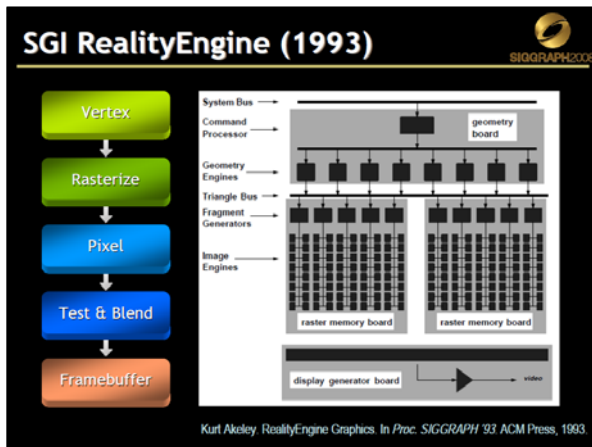 SGI RealityEngine (1993)
SIGGRAPH2008
Vertex
Rasterize
Pixel
Test & Blend
Framebuffer
System Bus
Command
Processor
geometry
board
Geometry
Engines
Triangle Bus
Fragment
Generators
Image
Engines
raster memory board
raster memory board
display generator board
video
Kurt Akeley. RealityEngine Graphics. In Proc. SIGGRAPH '93. ACM Press, 1993.